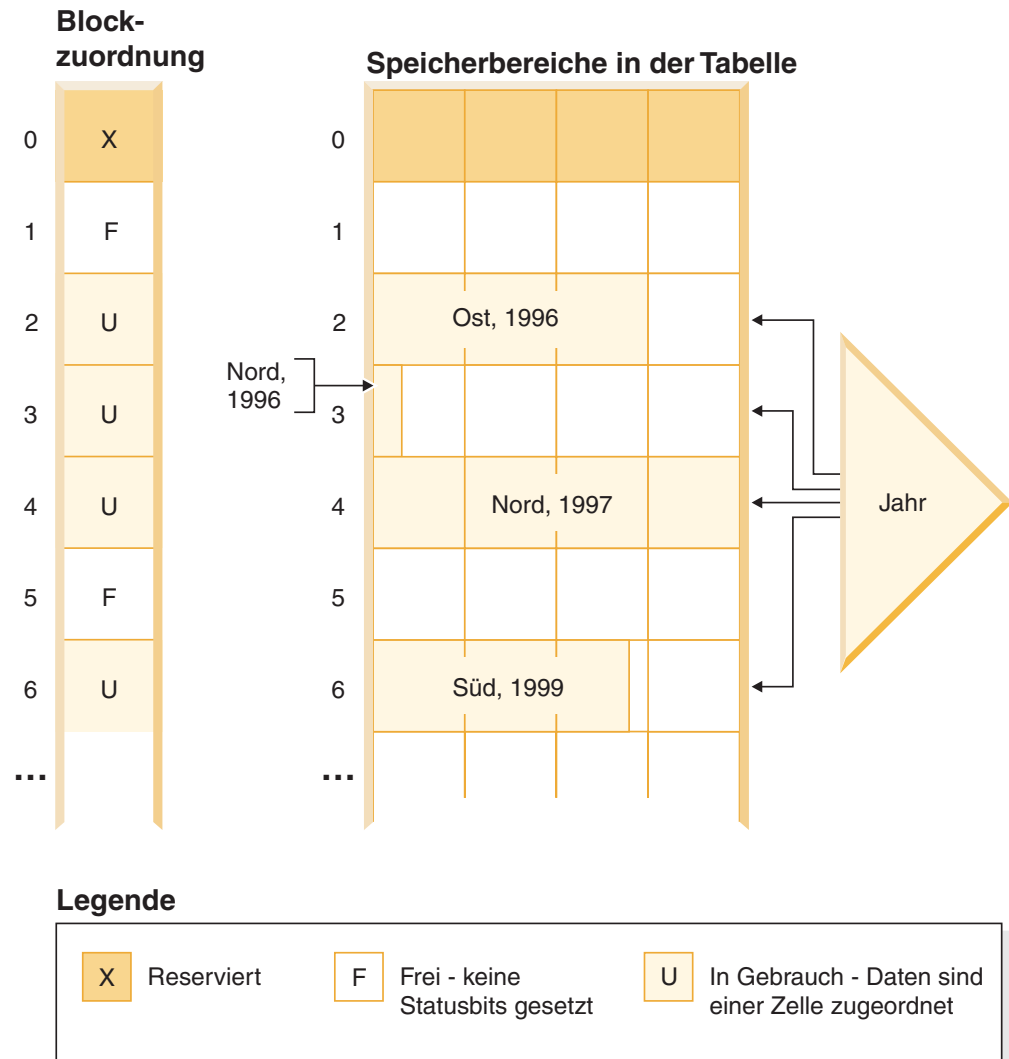 Block-
zuordnung
Speicherbereiche in der Tabelle
0
X
0
1
F
1
2
U
2
Ost, 1996
Nord,
1996
3
U
3
4
U
4
Nord, 1997
Jahr
5
F
5
6
U
6
Süd, 1999
...
...
Legende
X Reserviert
F Frei - keine
Statusbits gesetzt
U In Gebrauch - Daten sind
einer Zelle zugeordnet